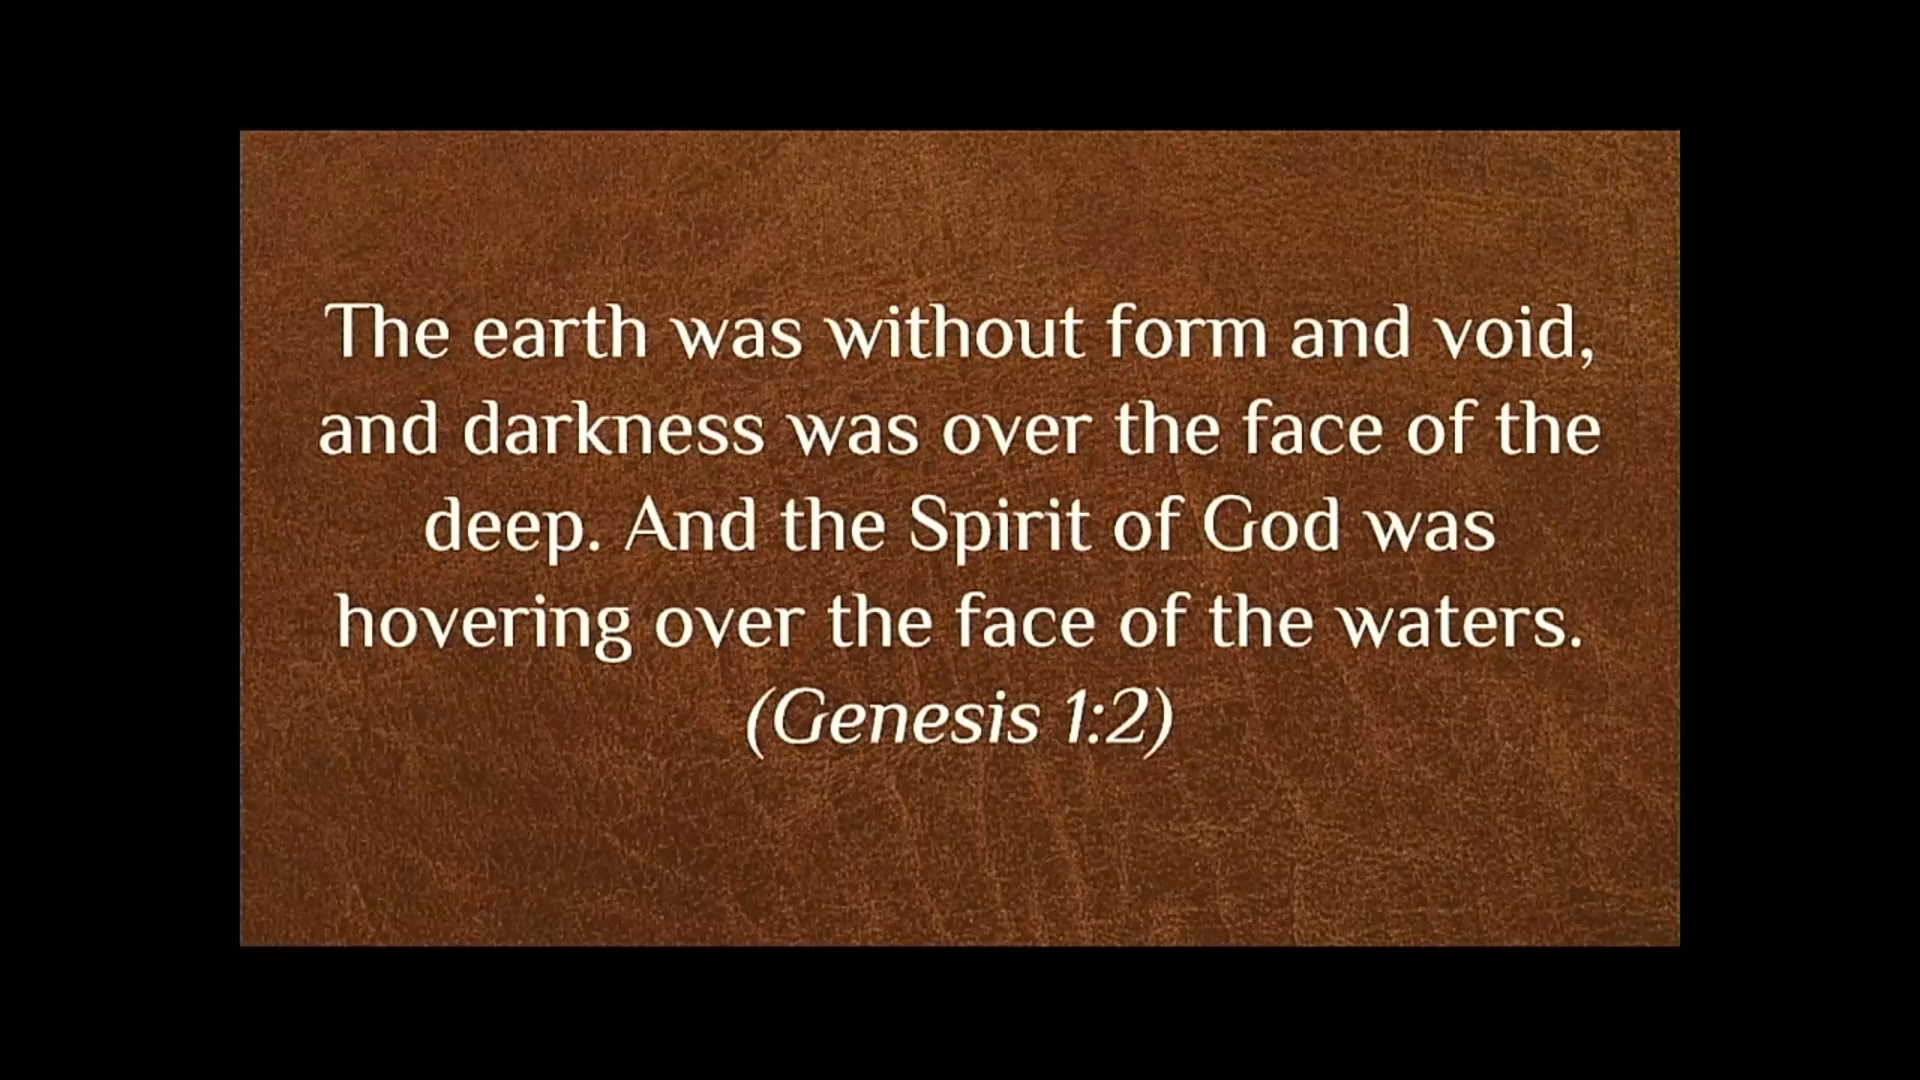 The earth was without form and void,
and darkness was over the face of the
deep. And the Spirit of God was
hovering over the face of the waters.
(Genesis 1:2)